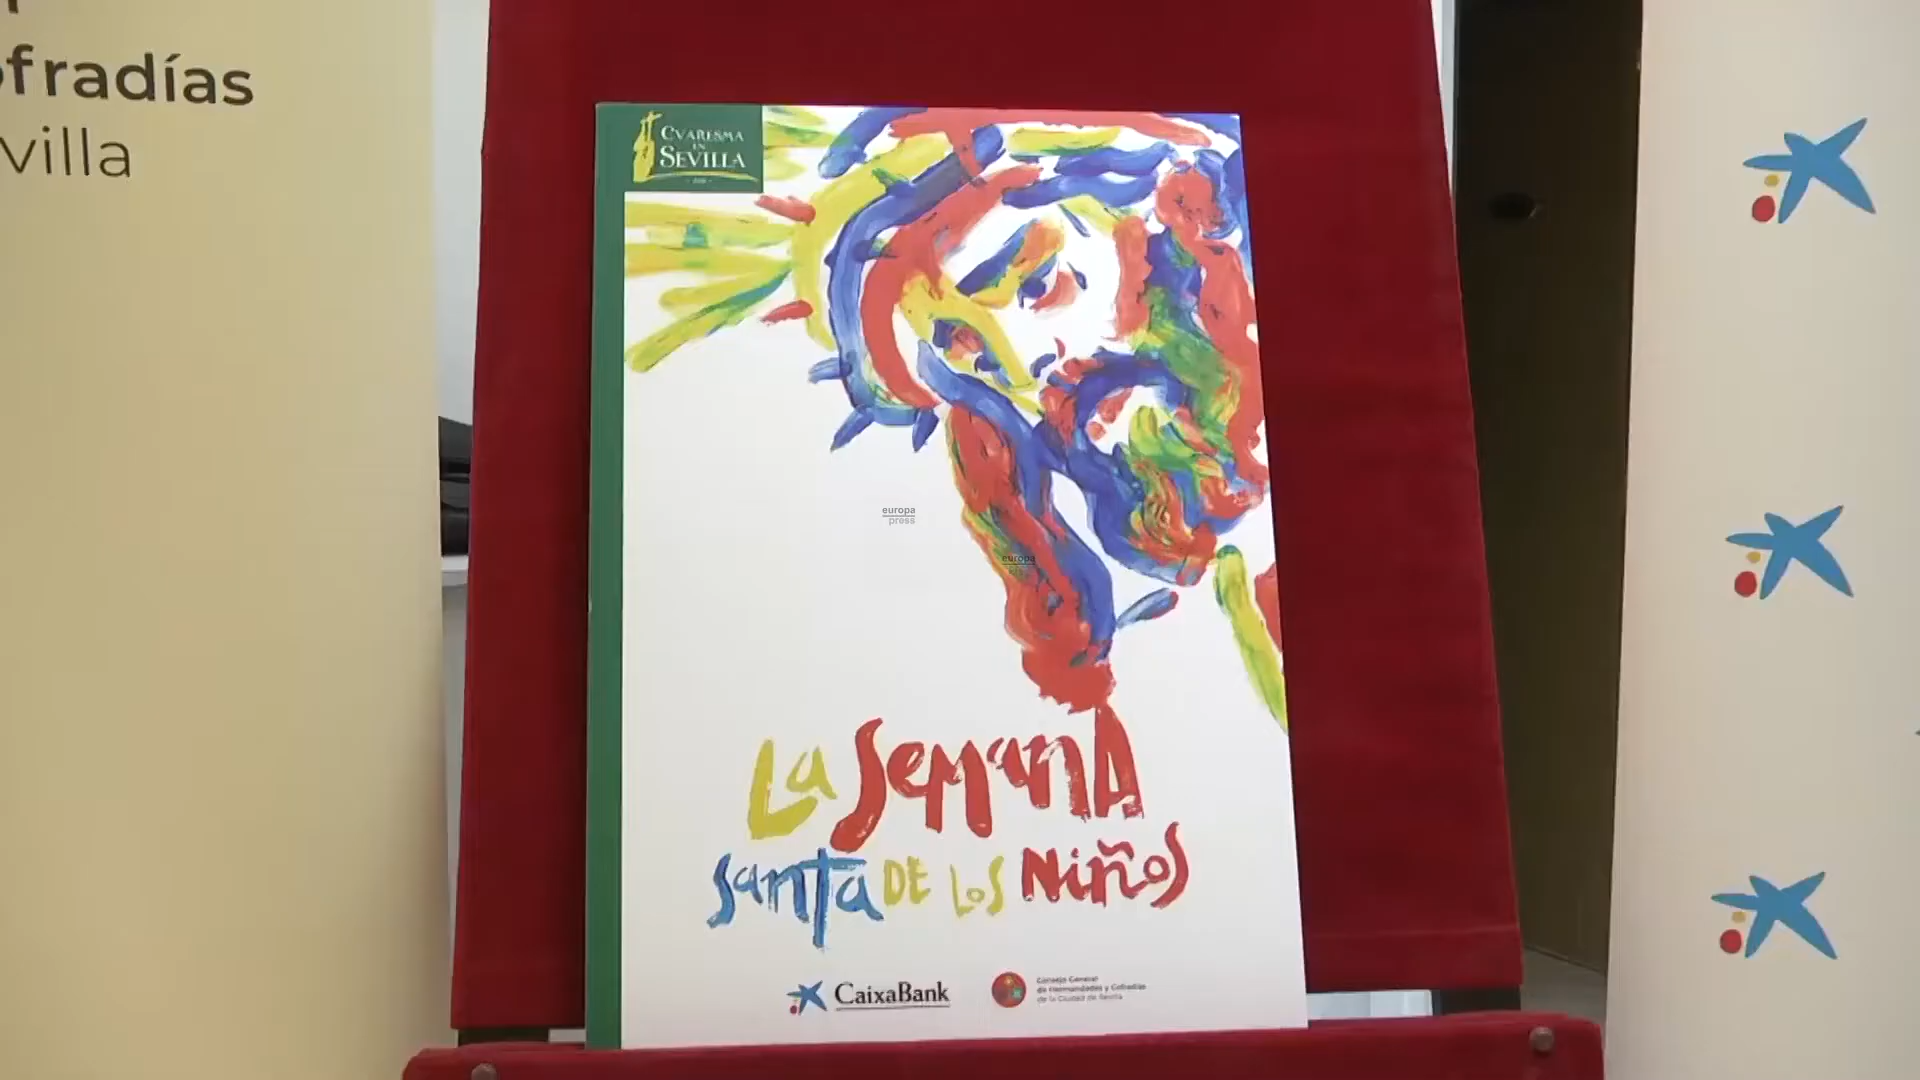 ofradías
villa
CVARESMA
EN
SEVILLA
europa
press
europa
La Semana
Santa DE Los Niños
CaixaBank
Consejo General
de Hermandades y Cofradías
de la Ciudad de Sevilla